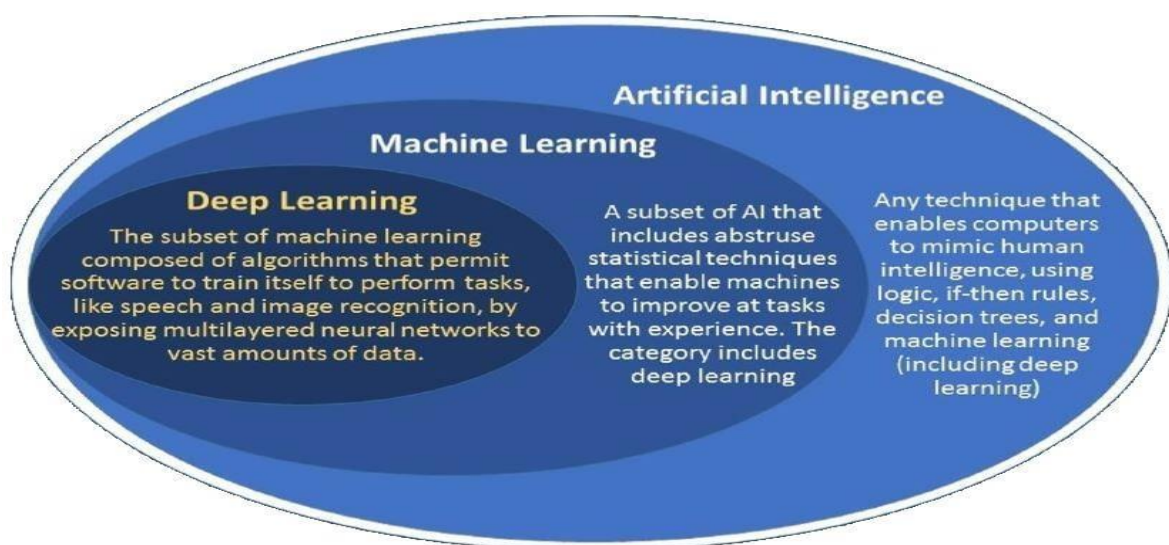 Artificial Intelligence
Machine Learning
Deep Learning
The subset of machine learning
composed of algorithms that permit
software to train itself to perform tasks,
like speech and image recognition, by
exposing multilayered neural networks to
vast amounts of data.
A subset of AI that
includes abstruse
statistical techniques
that enable machines
to improve at tasks
with experience. The
category includes
deep learning
Any technique that
enables computers
to mimic human
intelligence, using
logic, if-then rules,
decision trees, and
machine learning
(including deep
learning)